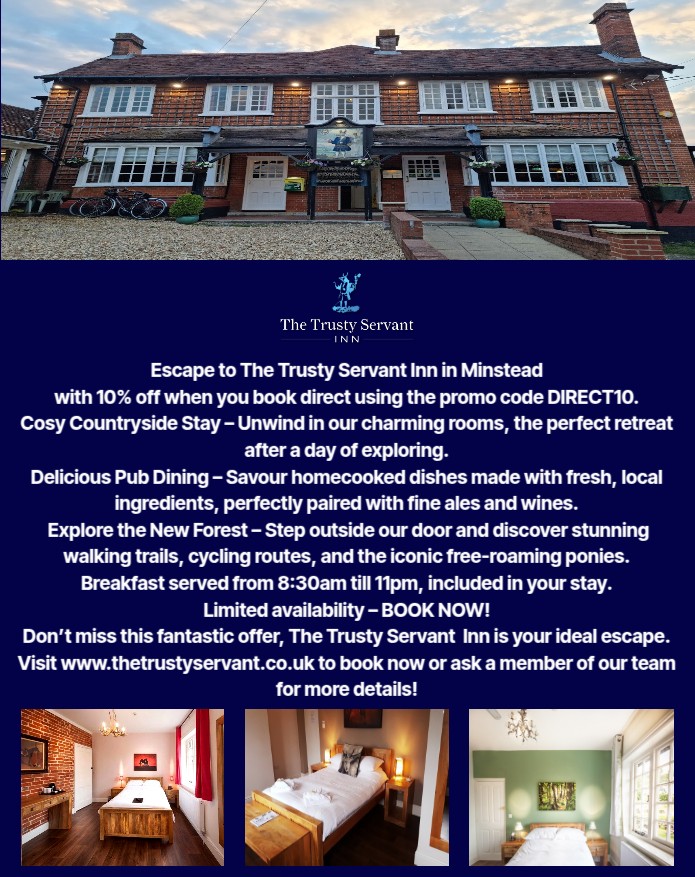 The Trusty Servant
INN
Escape to The Trusty Servant Inn in Minstead
with 10% off when you book direct using the promo code DIRECT10.
Cosy Countryside Stay – Unwind in our charming rooms, the perfect retreat
after a day of exploring.
Delicious Pub Dining – Savour homecooked dishes made with fresh, local
ingredients, perfectly paired with fine ales and wines.
Explore the New Forest – Step outside our door and discover stunning
walking trails, cycling routes, and the iconic free-roaming ponies.
Breakfast served from 8:30am till 11pm, included in your stay.
Limited availability – BOOK NOW!
Don’t miss this fantastic offer, The Trusty Servant Inn is your ideal escape.
Visit www.thetrustyservant.co.uk to book now or ask a member of our team
for more details!